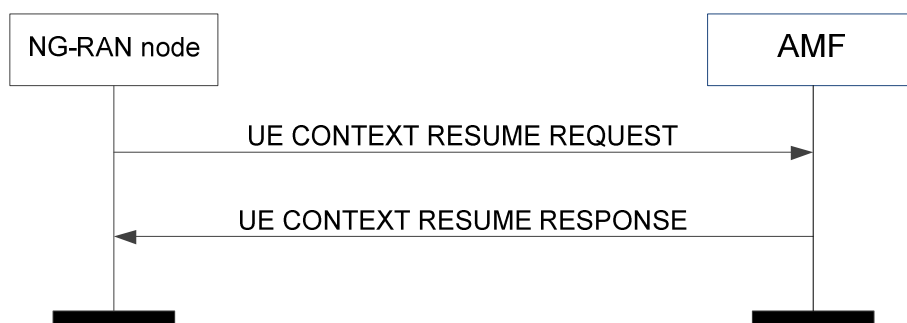 NG-RAN node
AMF
UE CONTEXT RESUME REQUEST
UE CONTEXT RESUME RESPONSE